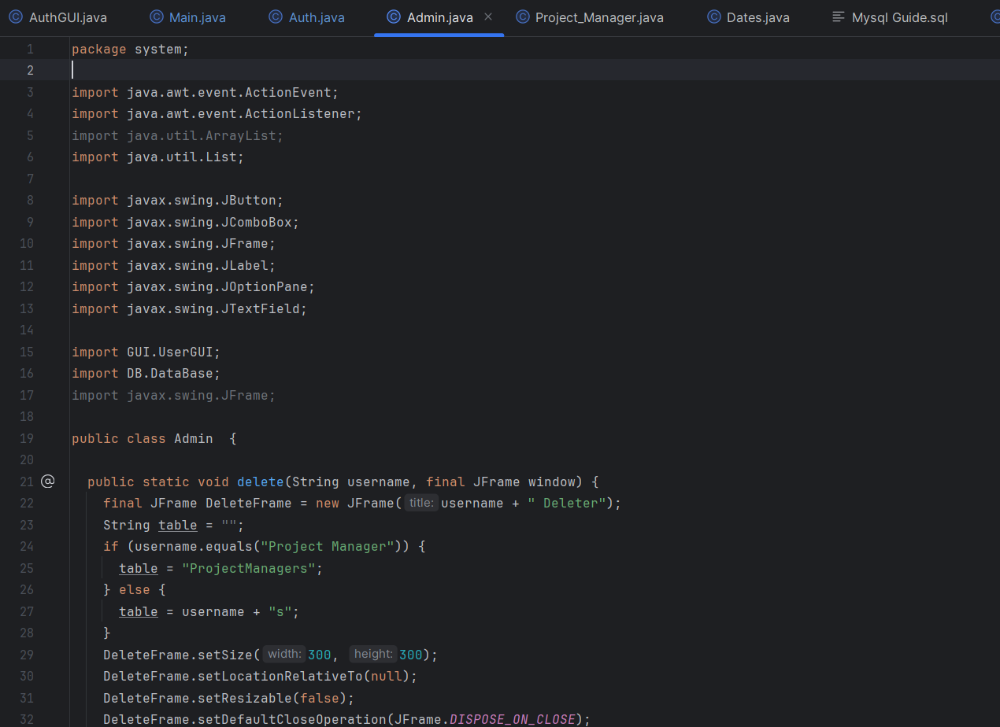 AuthGUI.java Main.java Auth.java Admin.java Project_Manager.java Dates.java Mysql Guide.sql
1 package system;
2
3 import java.awt.event.ActionEvent;
4 import java.awt.event.ActionListener;
5 import java.util.ArrayList;
6 import java.util.List;
7
8 import javax.swing.JButton;
9 import javax.swing.JComboBox;
10 import javax.swing.JFrame;
11 import javax.swing.JLabel;
12 import javax.swing.JOptionPane;
13 import javax.swing.JTextField;
14
15 import GUI.UserGUI;
16 import DB.DataBase;
17 import javax.swing.JFrame;
18
19 public class Admin  {
20
21 @ public static void delete(String username, final JFrame window) {
22 final JFrame DeleteFrame = new JFrame( title: username + " Deleter");
23 String table = "";
24 if (username.equals("Project Manager")) {
25 table = "ProjectManagers";
26 } else {
27 table = username + "s";
28 }
29 DeleteFrame.setSize( width: 300, height: 300);
30 DeleteFrame.setLocationRelativeTo(null);
31 DeleteFrame.setResizable(false);
32 DeleteFrame.setDefaultCloseOperation(JFrame.DISPOSE_ON_CLOSE);